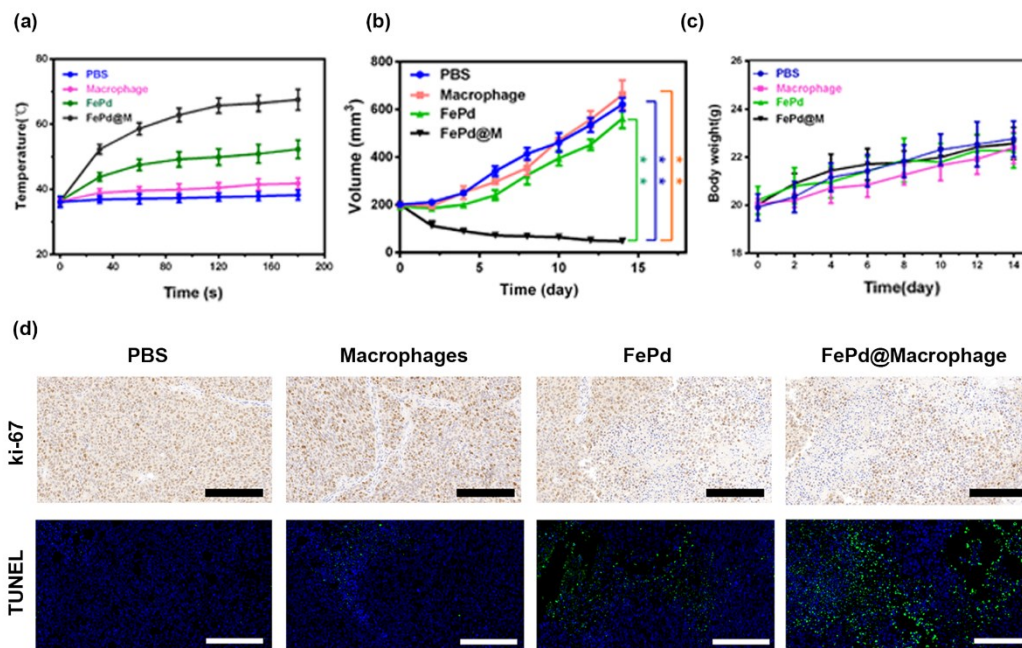 (a)
80
60
40
20
Temperature(℃)
PBS
Macrophage
FePd
FePd@M
0 40 80 120 160 200
Time (s)
(b)
800
600
400
200
0
Volume (mm³)
PBS
Macrophage
FePd
FePd@M
* * *
* * *
0 5 10 15
Time (day)
(c)
26
24
22
20
18
Body weight(g)
PBS
Macrophage
FePd
FePd@M
0 2 4 6 8 10 12 14
Time(day)
(d)
PBS Macrophages FePd FePd@Macrophage
ki-67
TUNEL